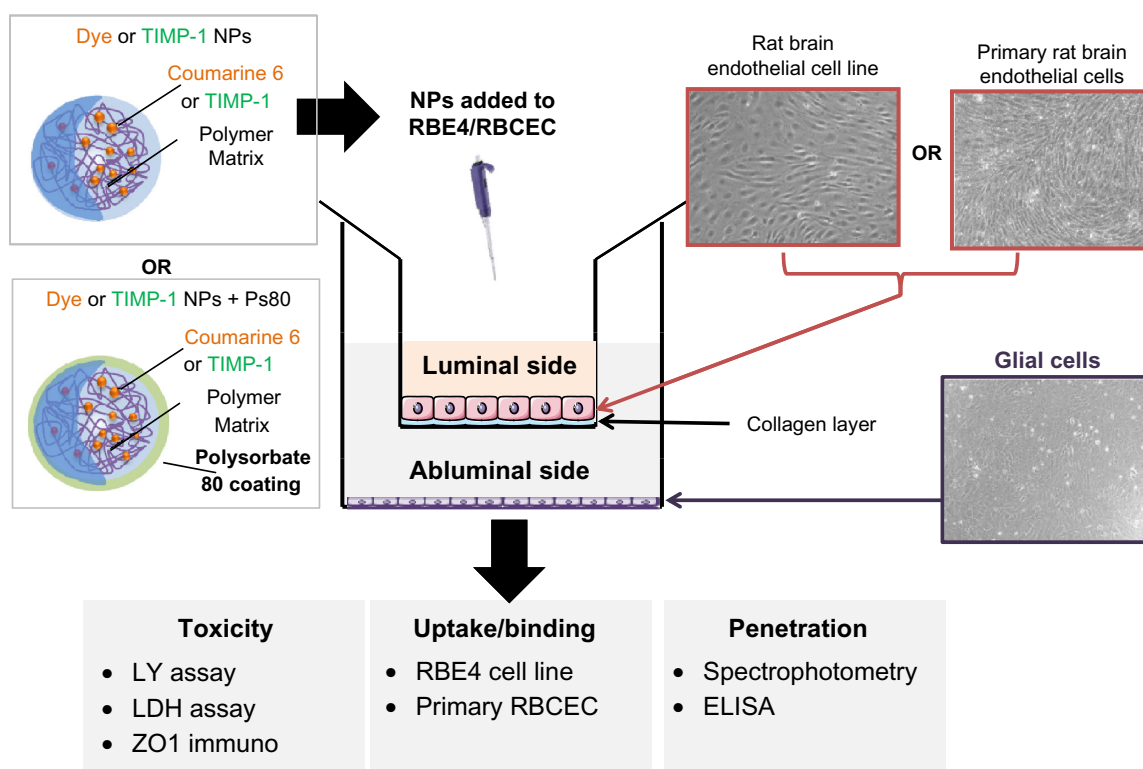 Dye or TIMP-1 NPs
Coumarine 6
or TIMP-1
Polymer
Matrix
OR
Dye or TIMP-1 NPs + Ps80
Coumarine 6
or TIMP-1
Polymer
Matrix
Polysorbate
80 coating
NPs added to
RBE4/RBCEC
Rat brain
endothelial cell line
OR
Primary rat brain
endothelial cells
Luminal side
Collagen layer
Abluminal side
Glial cells
Toxicity
• LY assay
• LDH assay
• ZO1 immuno
Uptake/binding
• RBE4 cell line
• Primary RBCEC
Penetration
• Spectrophotometry
• ELISA